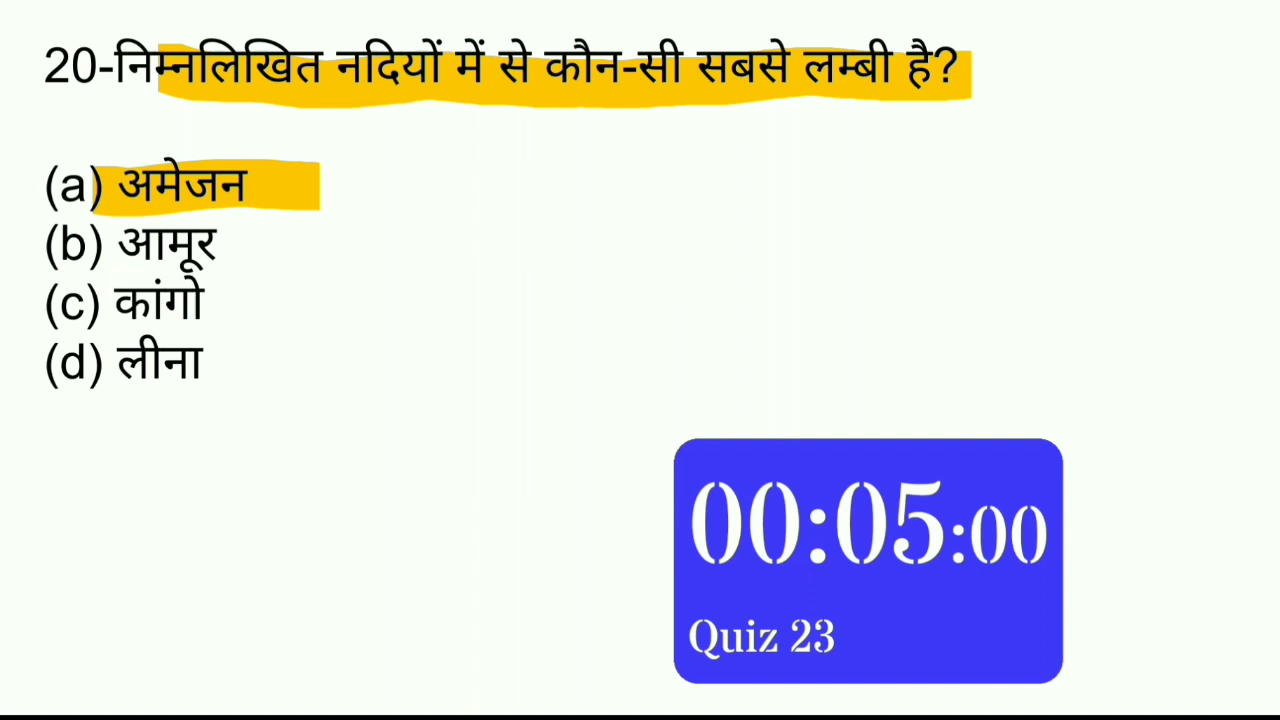 20-निम्नलिखित नदियों में से कौन-सी सबसे लम्बी है?
(a) अमेजन
(b) आमूर
(c) कांगो
(d) लीना
00:05:00
Quiz 23